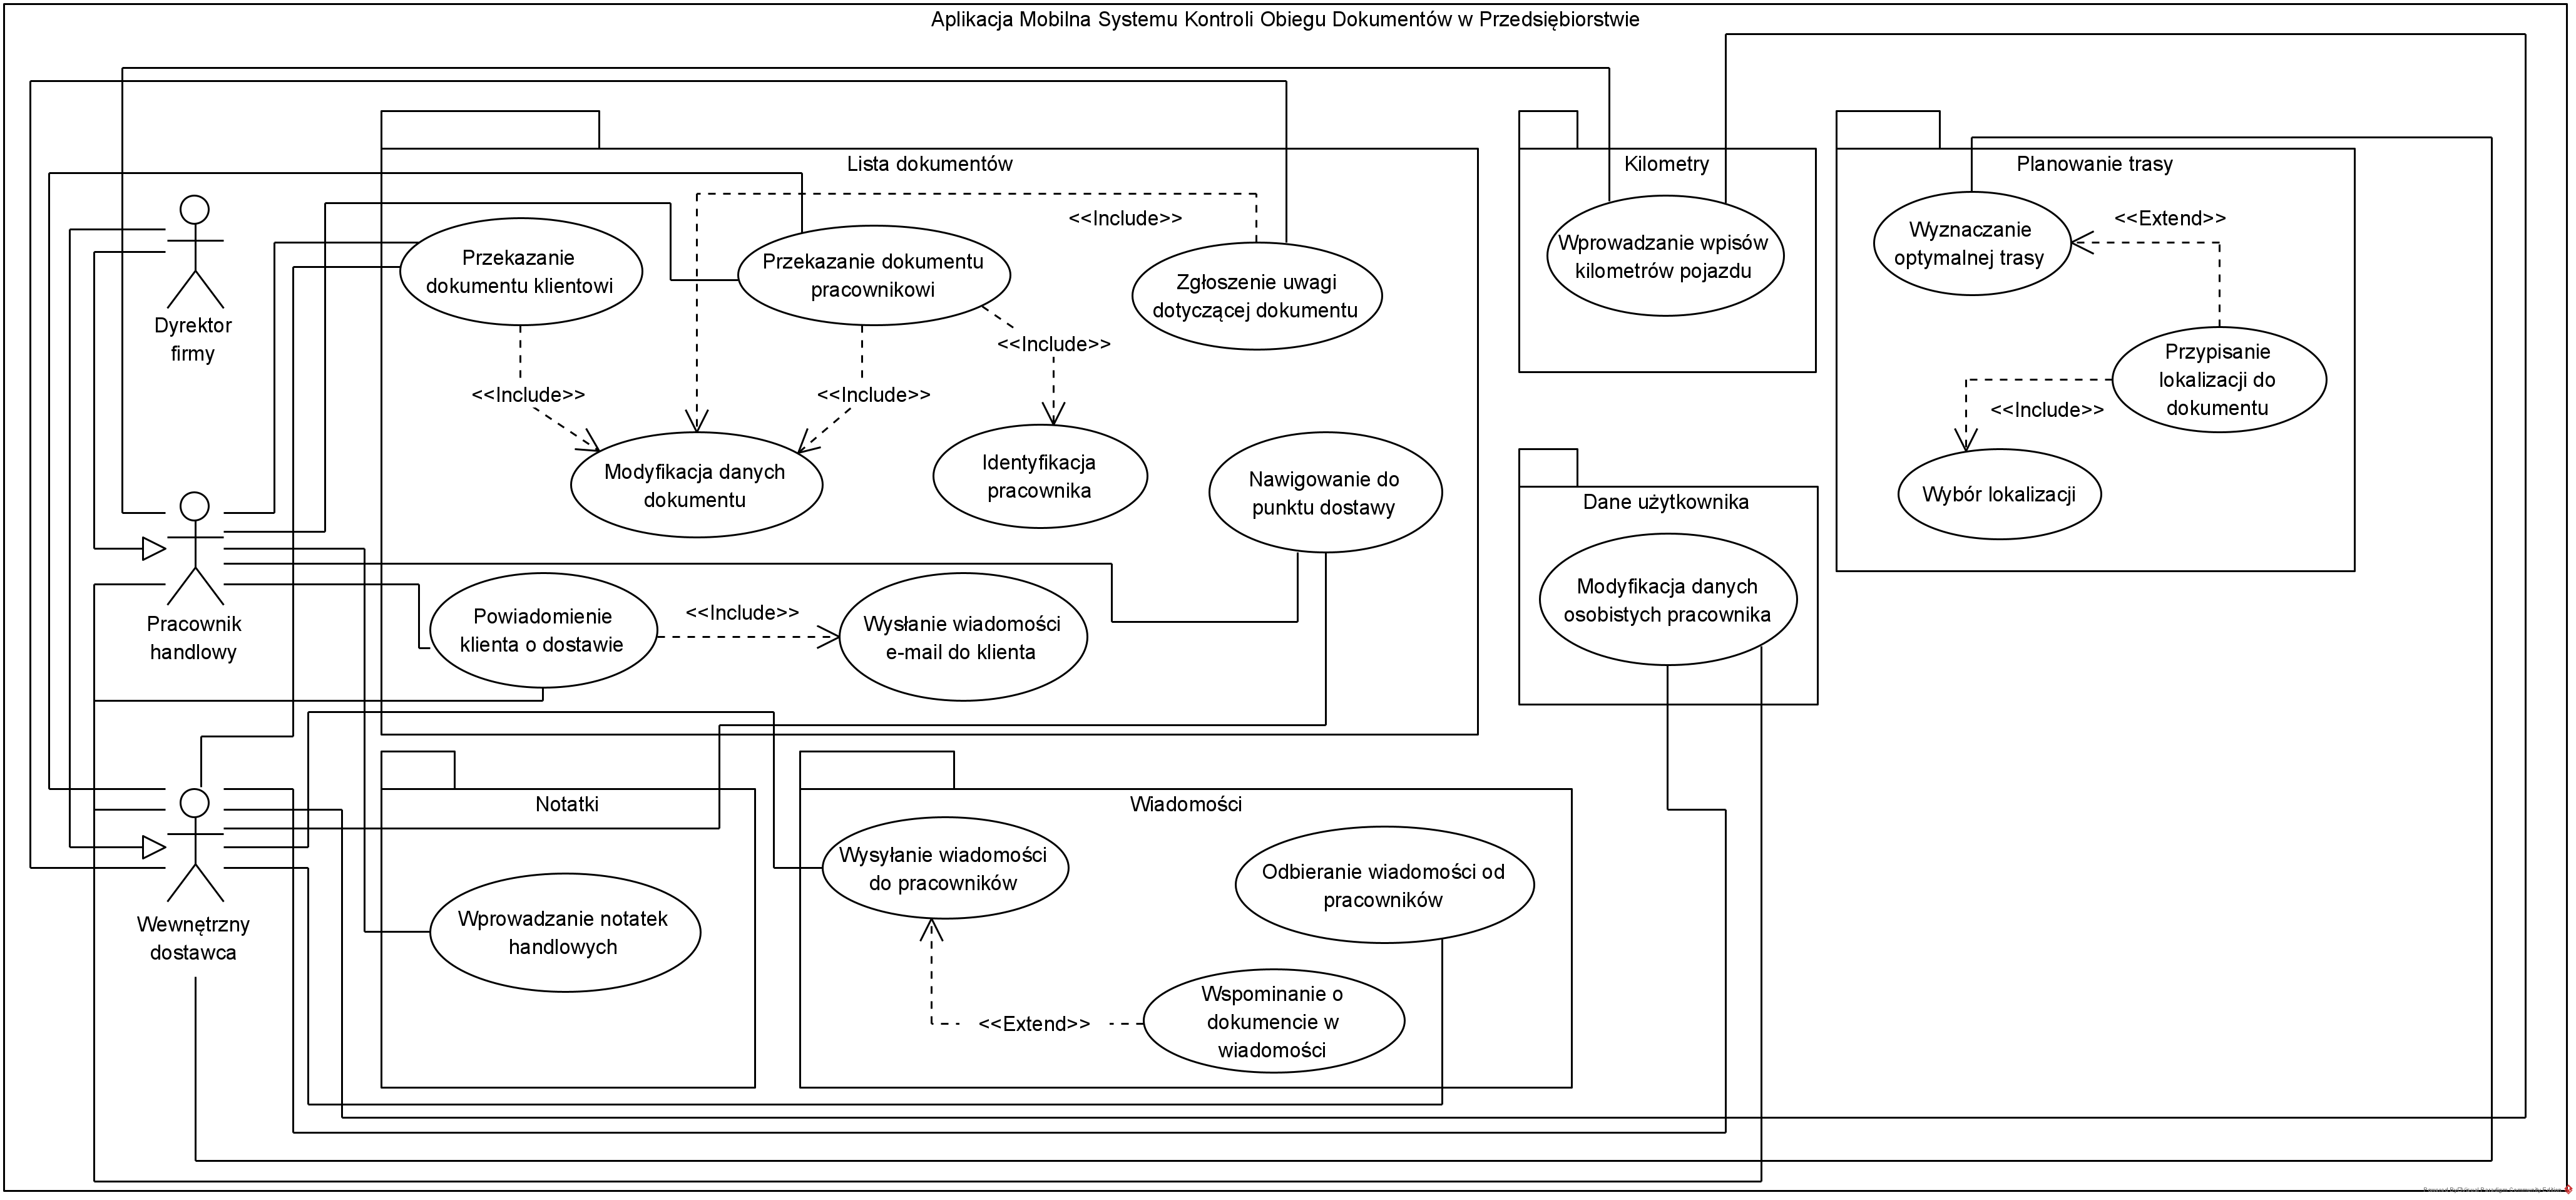 Aplikacja Mobilna Systemu Kontroli Obiegu Dokumentów w Przedsiębiorstwie
Lista dokumentów
Kilometry
Planowanie trasy
Dyrektor
firmy
Przekazanie
dokumentu klientowi
Przekazanie dokumentu
pracownikowi
<<Include>>
Zgłoszenie uwagi
dotyczącej dokumentu
Wprowadzanie wpisów
kilometrów pojazdu
Wyznaczanie
optymalnej trasy
<<Extend>>
<<Include>>
<<Include>>
<<Include>>
Przypisanie
lokalizacji do
dokumentu
<<Include>>
Modyfikacja danych
dokumentu
Identyfikacja
pracownika
Nawigowanie do
punktu dostawy
Wybór lokalizacji
Dane użytkownika
Modyfikacja danych
osobistych pracownika
Pracownik
handlowy
Powiadomienie
klienta o dostawie
<<Include>>
Wysłanie wiadomości
e-mail do klienta
Notatki
Wiadomości
Wewnętrzny
dostawca
Wprowadzanie notatek
handlowych
Wysyłanie wiadomości
do pracowników
Odbieranie wiadomości od
pracowników
<<Extend>>
Wspominanie o
dokumencie w
wiadomości